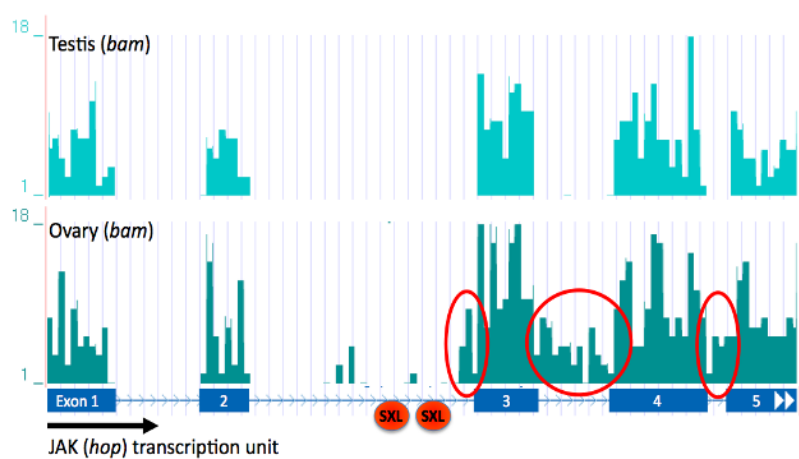 18
Testis (bam)
1
18
Ovary (bam)
1
Exon 1 2 3 4 5
SXL SXL
JAK (hop) transcription unit